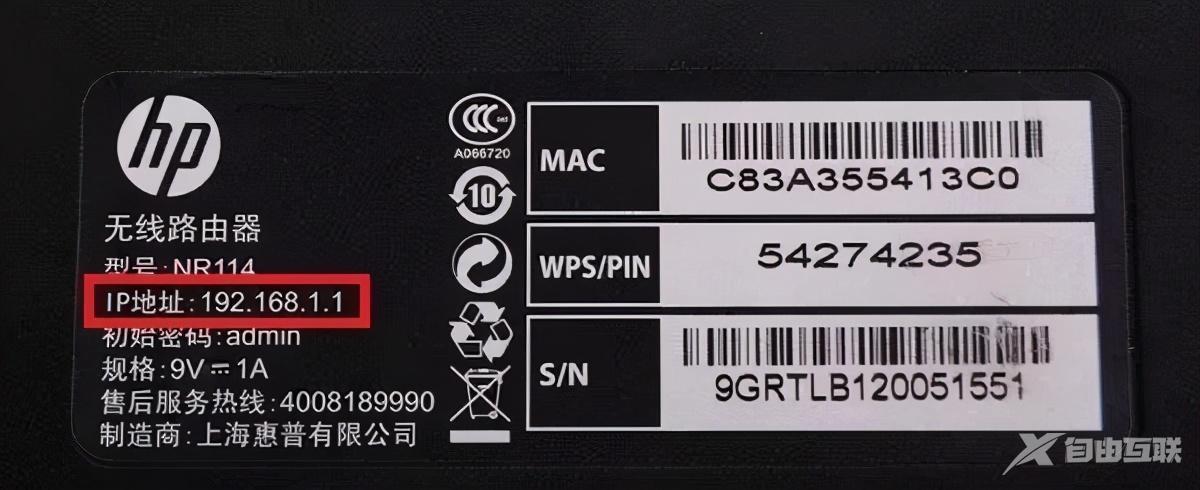 hp
无线路由器
型号:NR114
IP地址:192.168.1.1
初始密码:admin
规格:9V⎓1A
售后服务热线:4008189990
制造商:上海惠普有限公司
A066720
10
MAC
C83A355413C0
WPS/PIN
54274235
S/N
9GRTLB120051551
自由互联